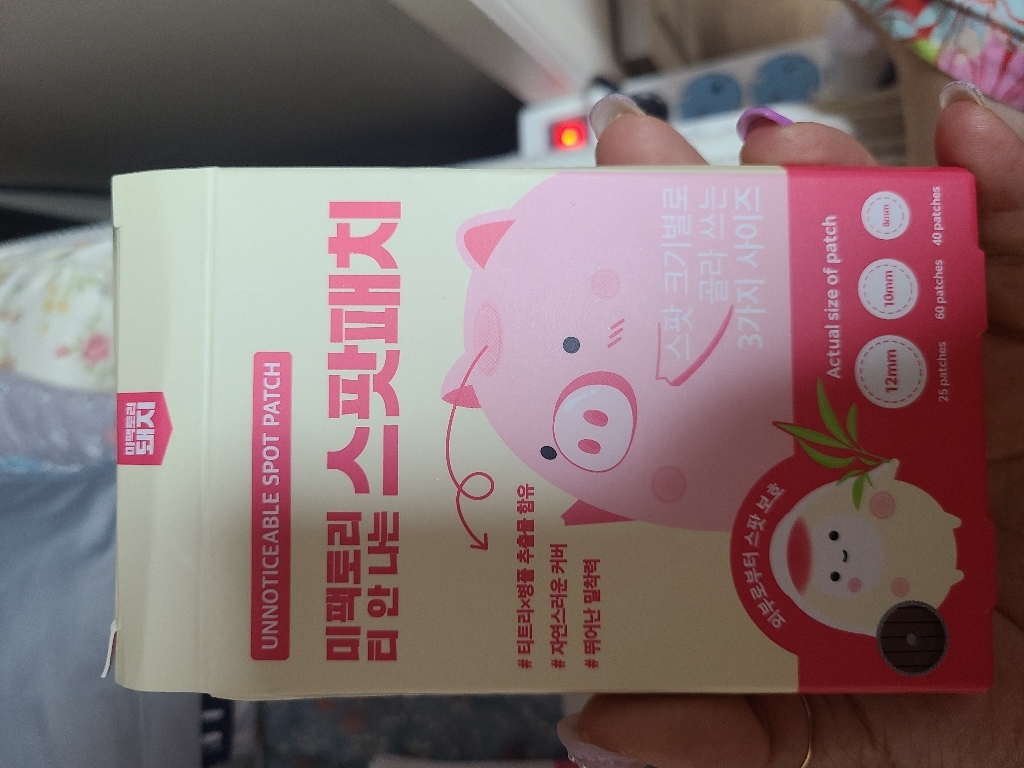 미팩토리
돼지
UNNOTICEABLE SPOT PATCH
미팩토리
팀 안 나는 스팟패치
# 티트리x병풀 추출물 함유
# 자연스러운 커버
# 뛰어난 밀착력
스팟 크기별로
골라 쓰는
3가지 사이즈
외부로부터 스팟 보호
Actual size of patch
12mm
10mm
8mm
25 patches
60 patches
40 patches